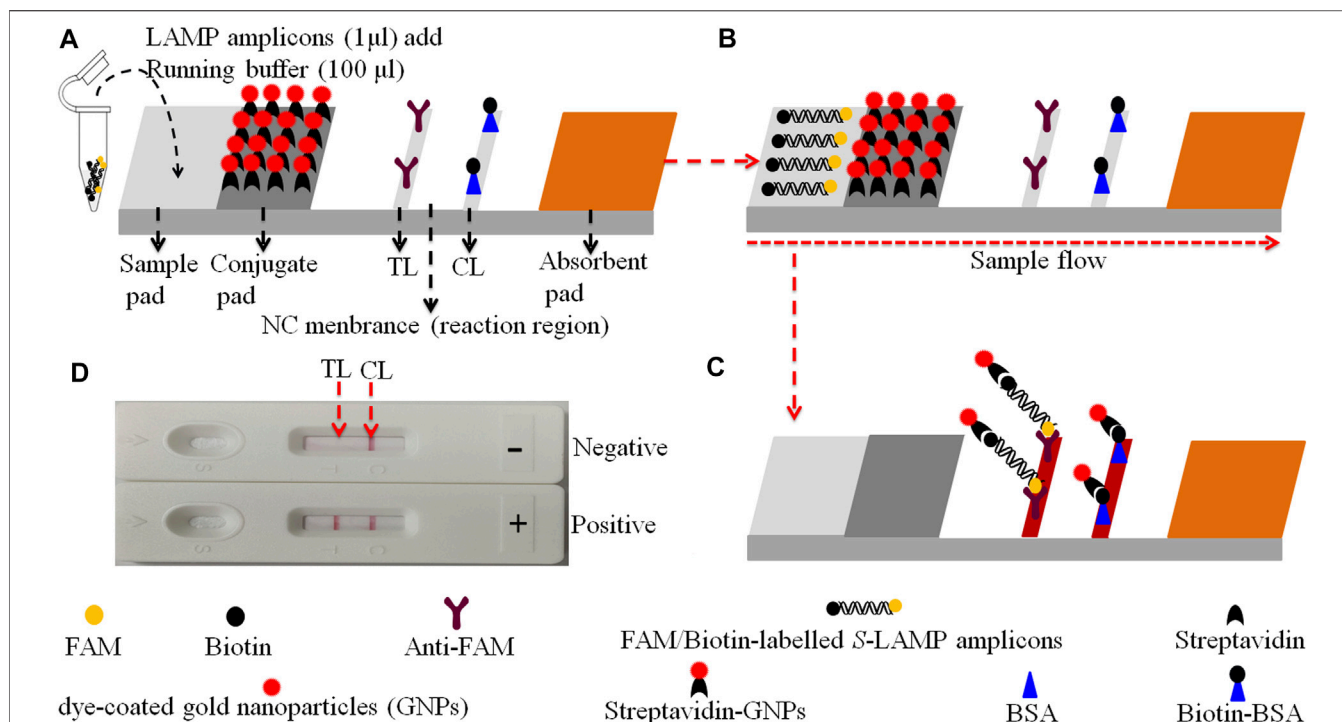 A
LAMP amplicons (1μl) add
Running buffer (100 μl)
Sample
pad
Conjugate
pad
TL
CL
Absorbent
pad
NC menbrance (reaction region)
B
Sample flow
C
D
TL CL
S
T
C
-
Negative
S
T
C
+
Positive
FAM
Biotin
Anti-FAM
FAM/Biotin-labelled S-LAMP amplicons
Streptavidin
dye-coated gold nanoparticles (GNPs)
Streptavidin-GNPs
BSA
Biotin-BSA